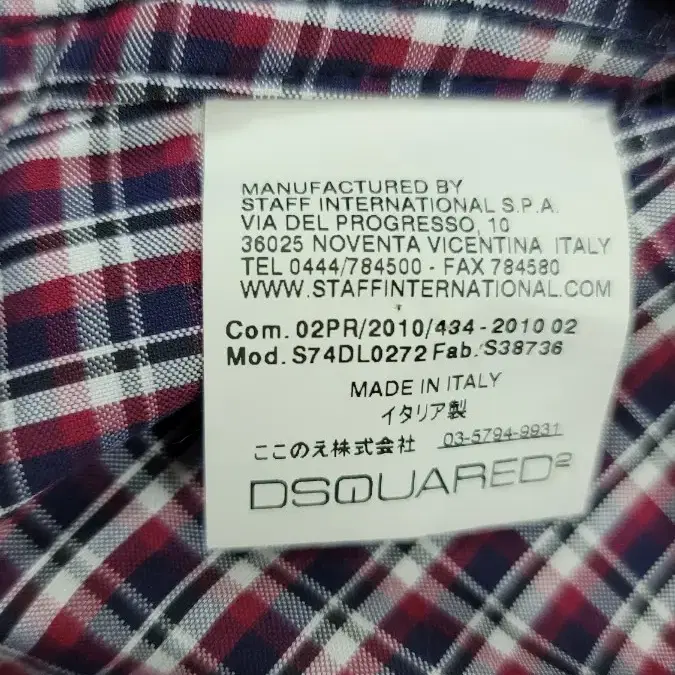 MANUFACTURED BY
STAFF INTERNATIONAL S.P.A.
VIA DEL PROGRESSO, 10
36025 NOVENTA VICENTINA ITALY
TEL 0444/784500 - FAX 784580
WWW.STAFFINTERNATIONAL.COM
Com. 02PR/2010/434 - 2010 02
Mod. S74DL0272 Fab. S38736
MADE IN ITALY
イタリア製
ここのえ株式会社 03-5794-9931
DSQUARED²